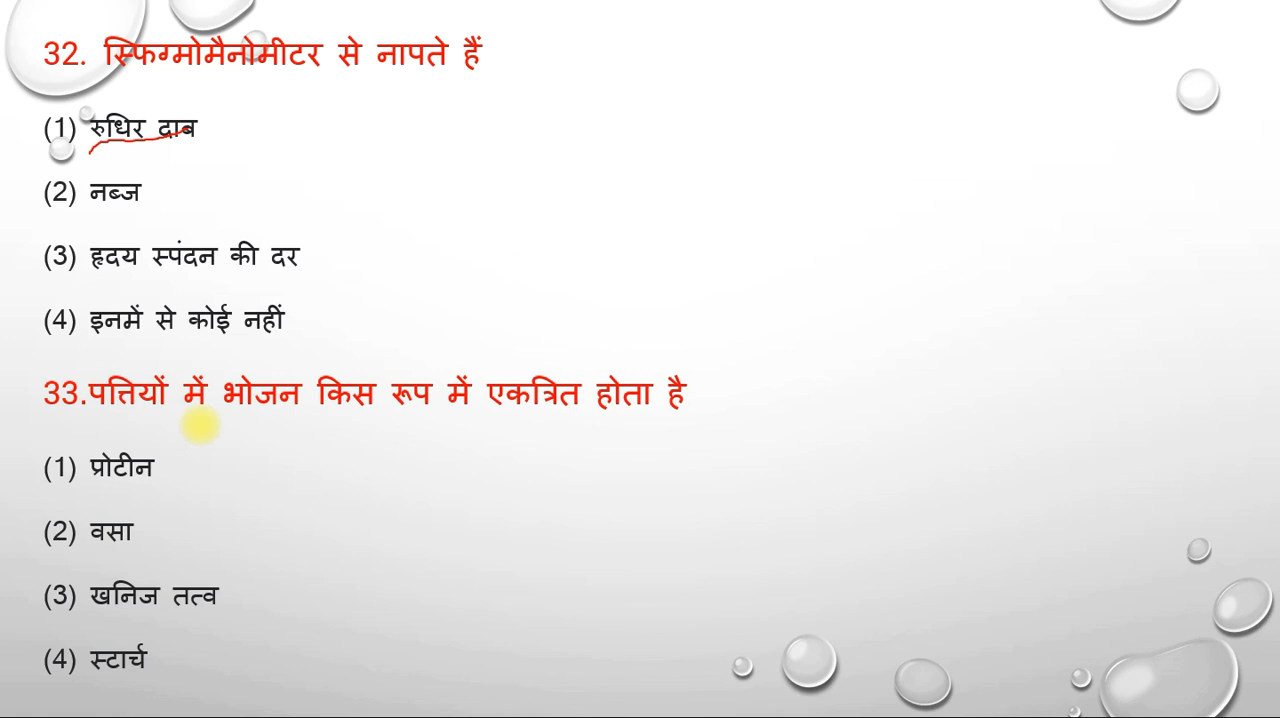 32. स्फिग्मोमैनोमीटर से नापते हैं
(1) रुधिर दाब
(2) नब्ज
(3) हृदय स्पंदन की दर
(4) इनमें से कोई नहीं
33.पत्तियों में भोजन किस रूप में एकत्रित होता है
(1) प्रोटीन
(2) वसा
(3) खनिज तत्व
(4) स्टार्च